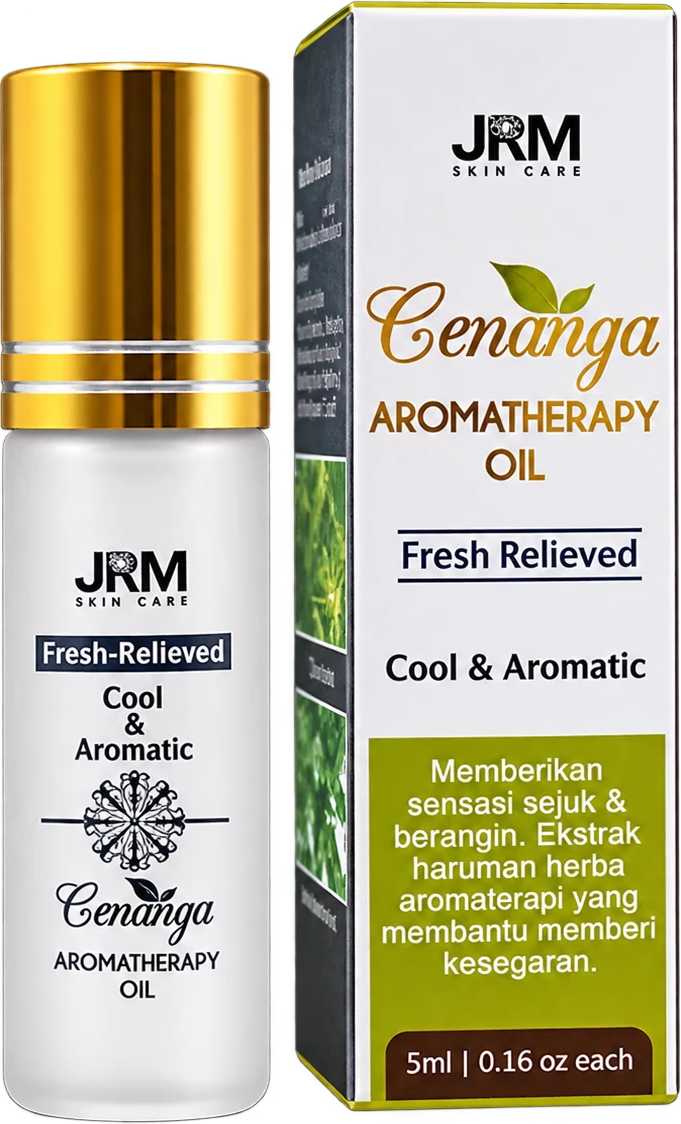 JRM
SKIN CARE
Fresh-Relieved
Cool
&
Aromatic
Cenanga
AROMATHERAPY
OIL
JRM
SKIN CARE
Cenanga
AROMATHERAPY
OIL
Fresh Relieved
Cool & Aromatic
Memberikan
sensasi sejuk &
berangin. Ekstrak
haruman herba
aromaterapi yang
membantu memberi
kesegaran.
5ml | 0.16 oz each